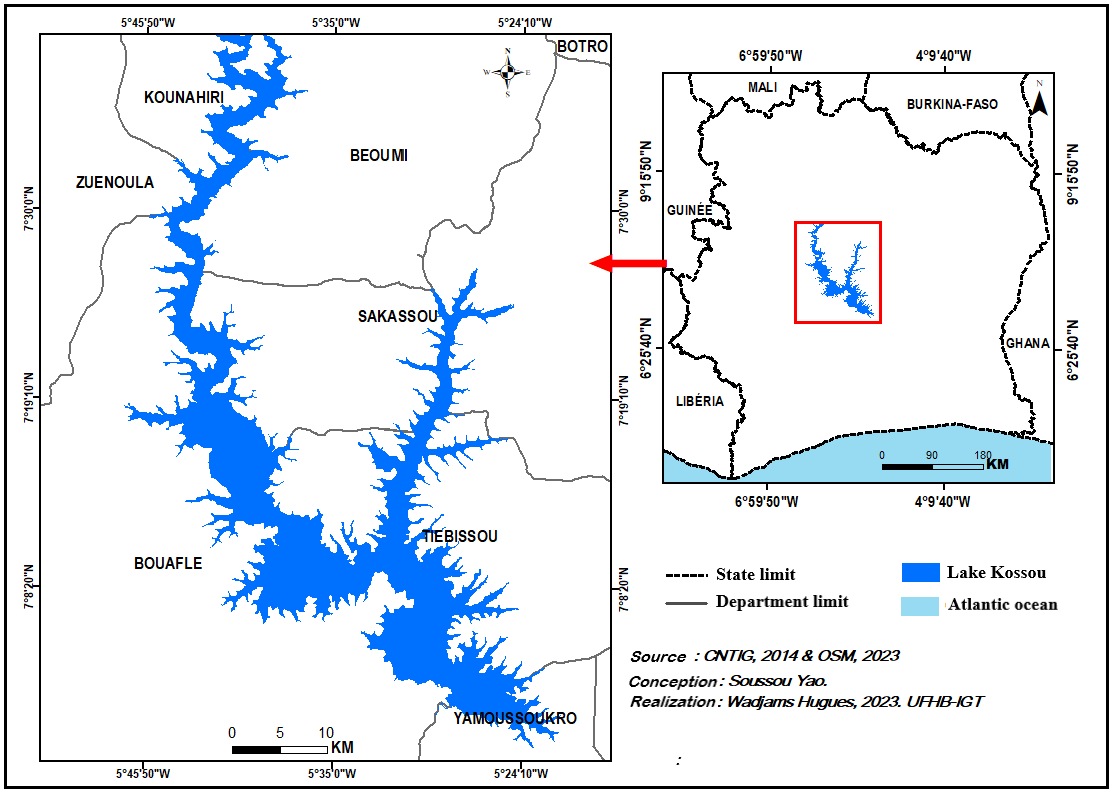 5°45'50"W
5°35'0"W
5°24'10"W
BOTRO
N
W
E
S
KOUNAHIRI
BEOUMI
ZUENOULA
7°30'0"N
7°30'0"N
SAKASSOU
7°19'10"N
7°19'10"N
TIEBISSOU
BOUAFLE
7°8'20"N
7°8'20"N
YAMOUSSOUKRO
0 5 10
KM
5°45'50"W
5°35'0"W
5°24'10"W
6°59'50"W
4°9'40"W
MALI
BURKINA-FASO
N
9°15'50"N
9°15'50"N
GUINÉE
6°25'40"N
6°25'40"N
GHANA
LIBÉRIA
0 90 180
KM
6°59'50"W
4°9'40"W
State limit
Lake Kossou
Department limit
Atlantic ocean
Source : CNTIG, 2014 & OSM, 2023
Conception : Soussou Yao.
Realization : Wadjams Hugues, 2023. UFHB-IGT
: